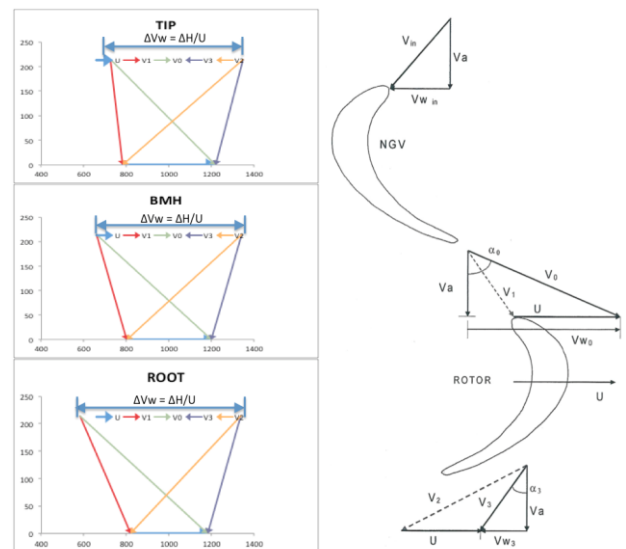 TIP
ΔVw = ΔH/U
U V1 V0 V3 V2
250
200
150
100
50
0
400 600 800 1000 1200 1400
BMH
ΔVw = ΔH/U
U V1 V0 V3 V2
250
200
150
100
50
0
400 600 800 1000 1200 1400
ROOT
ΔVw = ΔH/U
U V1 V0 V3 V2
250
200
150
100
50
0
400 600 800 1000 1200 1400
Vin
Va
Vw in
NGV
α0
V0
Va
V1
U
Vw0
ROTOR
U
V2
V3
α3
Va
U
Vw3